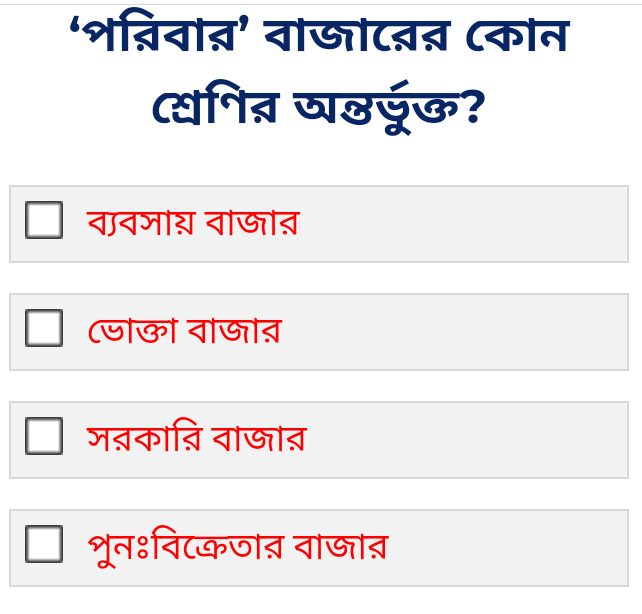 ‘পরিবার’ বাজারের কোন
শ্রেণির অন্তর্ভুক্ত?
ব্যবসায় বাজার
ভোক্তা বাজার
সরকারি বাজার
পুনঃবিক্রেতার বাজার